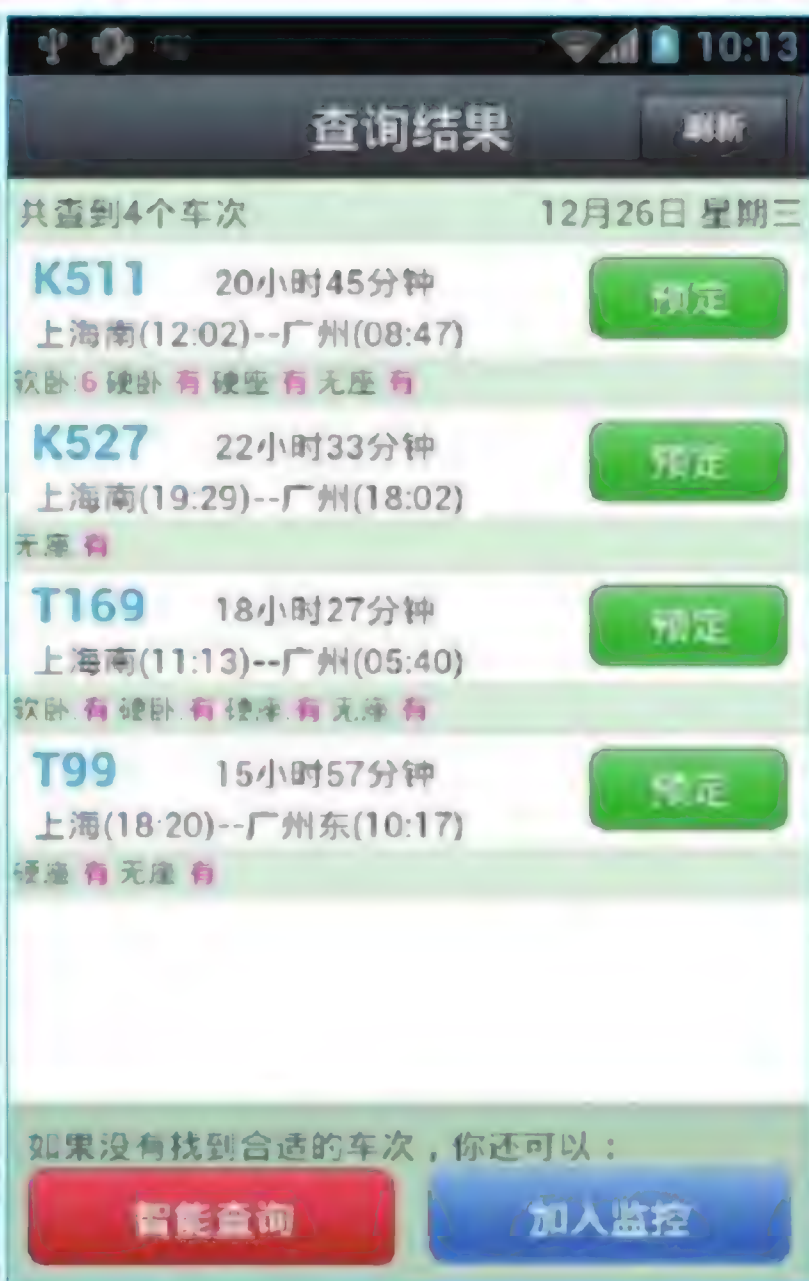 10:13
查询结果 刷新
共查到4个车次 12月26日 星期三
K511 20小时45分钟 预定
上海南(12:02)--广州(08:47)
软卧:6 硬卧 有 硬座 有 无座 有
K527 22小时33分钟 预定
上海南(19:29)--广州(18:02)
无座 有
T169 18小时27分钟 预定
上海南(11:13)--广州(05:40)
软卧 有 硬卧 有 硬座 有 无座 有
T99 15小时57分钟 预定
上海(18:20)--广州东(10:17)
硬座 有 无座 有
如果没有找到合适的车次，你还可以：
智能查询 加入监控